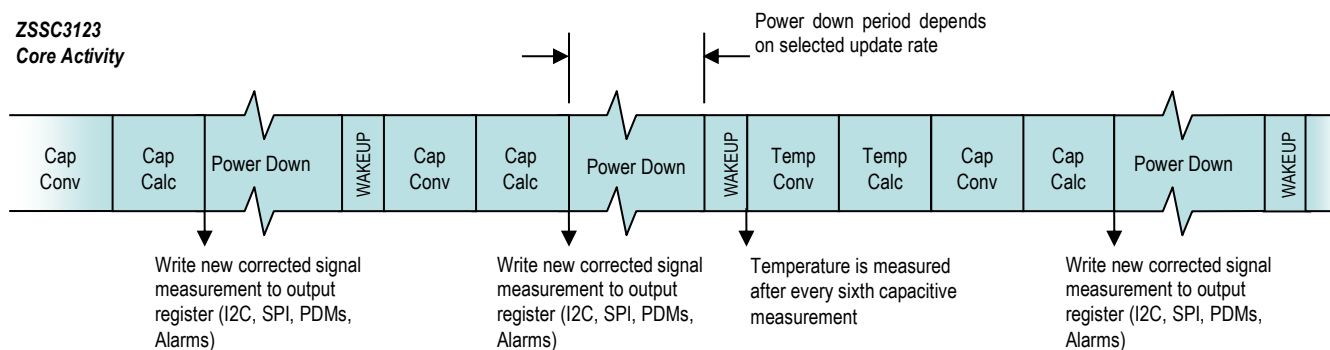 ZSSC3123
Core Activity
Power down period depends
on selected update rate
Cap
Conv
Cap
Calc
Power Down
WAKEUP
Cap
Conv
Cap
Calc
Power Down
WAKEUP
Temp
Conv
Temp
Calc
Cap
Conv
Cap
Calc
Power Down
WAKEUP
Write new corrected signal
measurement to output
register (I2C, SPI, PDMs,
Alarms)
Write new corrected signal
measurement to output
register (I2C, SPI, PDMs,
Alarms)
Temperature is measured
after every sixth capacitive
measurement
Write new corrected signal
measurement to output
register (I2C, SPI, PDMs,
Alarms)